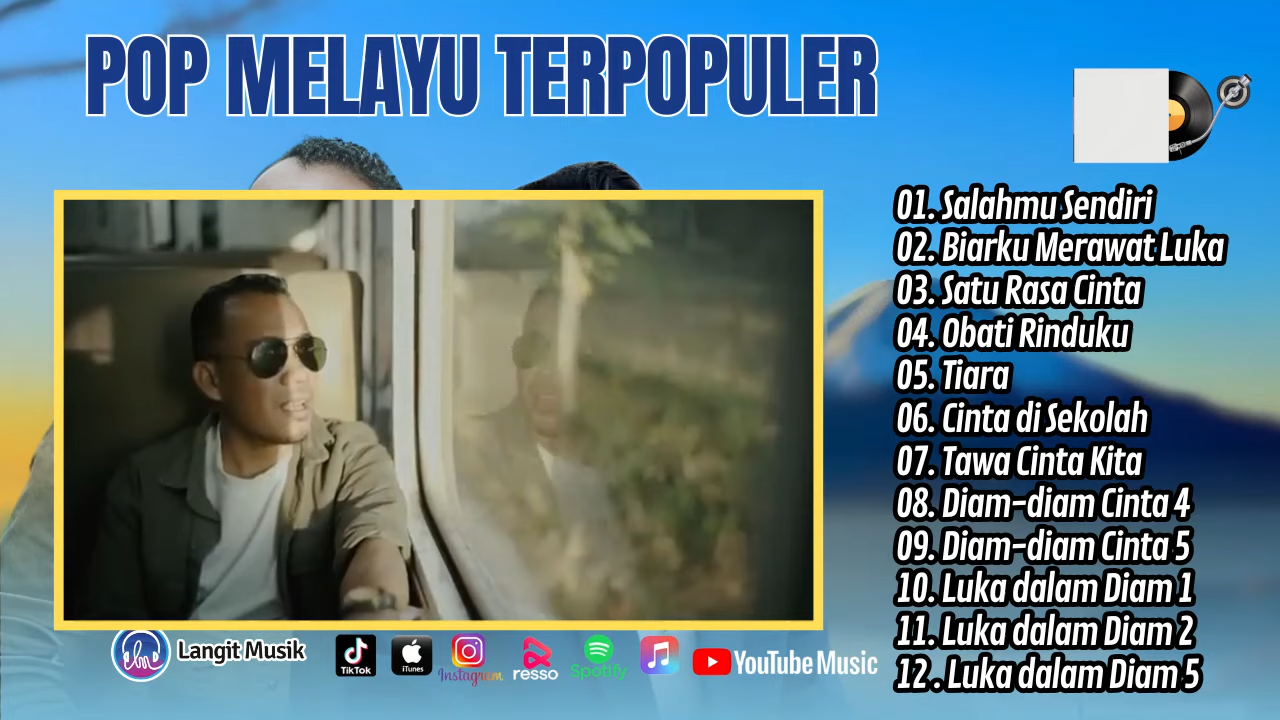 POP MELAYU TERPOPULER
01. Salahmu Sendiri
02. Biarku Merawat Luka
03. Satu Rasa Cinta
04. Obati Rinduku
05. Tiara
06. Cinta di Sekolah
07. Tawa Cinta Kita
08. Diam-diam Cinta 4
09. Diam-diam Cinta 5
10. Luka dalam Diam 1
11. Luka dalam Diam 2
12 . Luka dalam Diam 5
Langit Musik
TikTok
iTunes
Instagram
resso
Spotify
YouTube Music